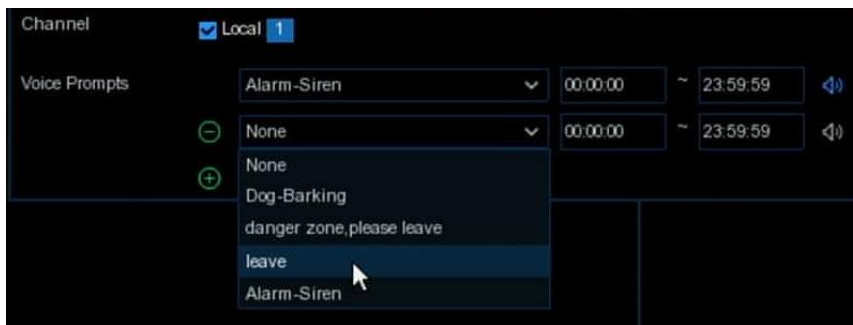 Channel Local 1
Voice Prompts Alarm-Siren 00:00:00 ~ 23:59:59
None 00:00:00 ~ 23:59:59
None
Dog-Barking
danger zone,please leave
leave
Alarm-Siren